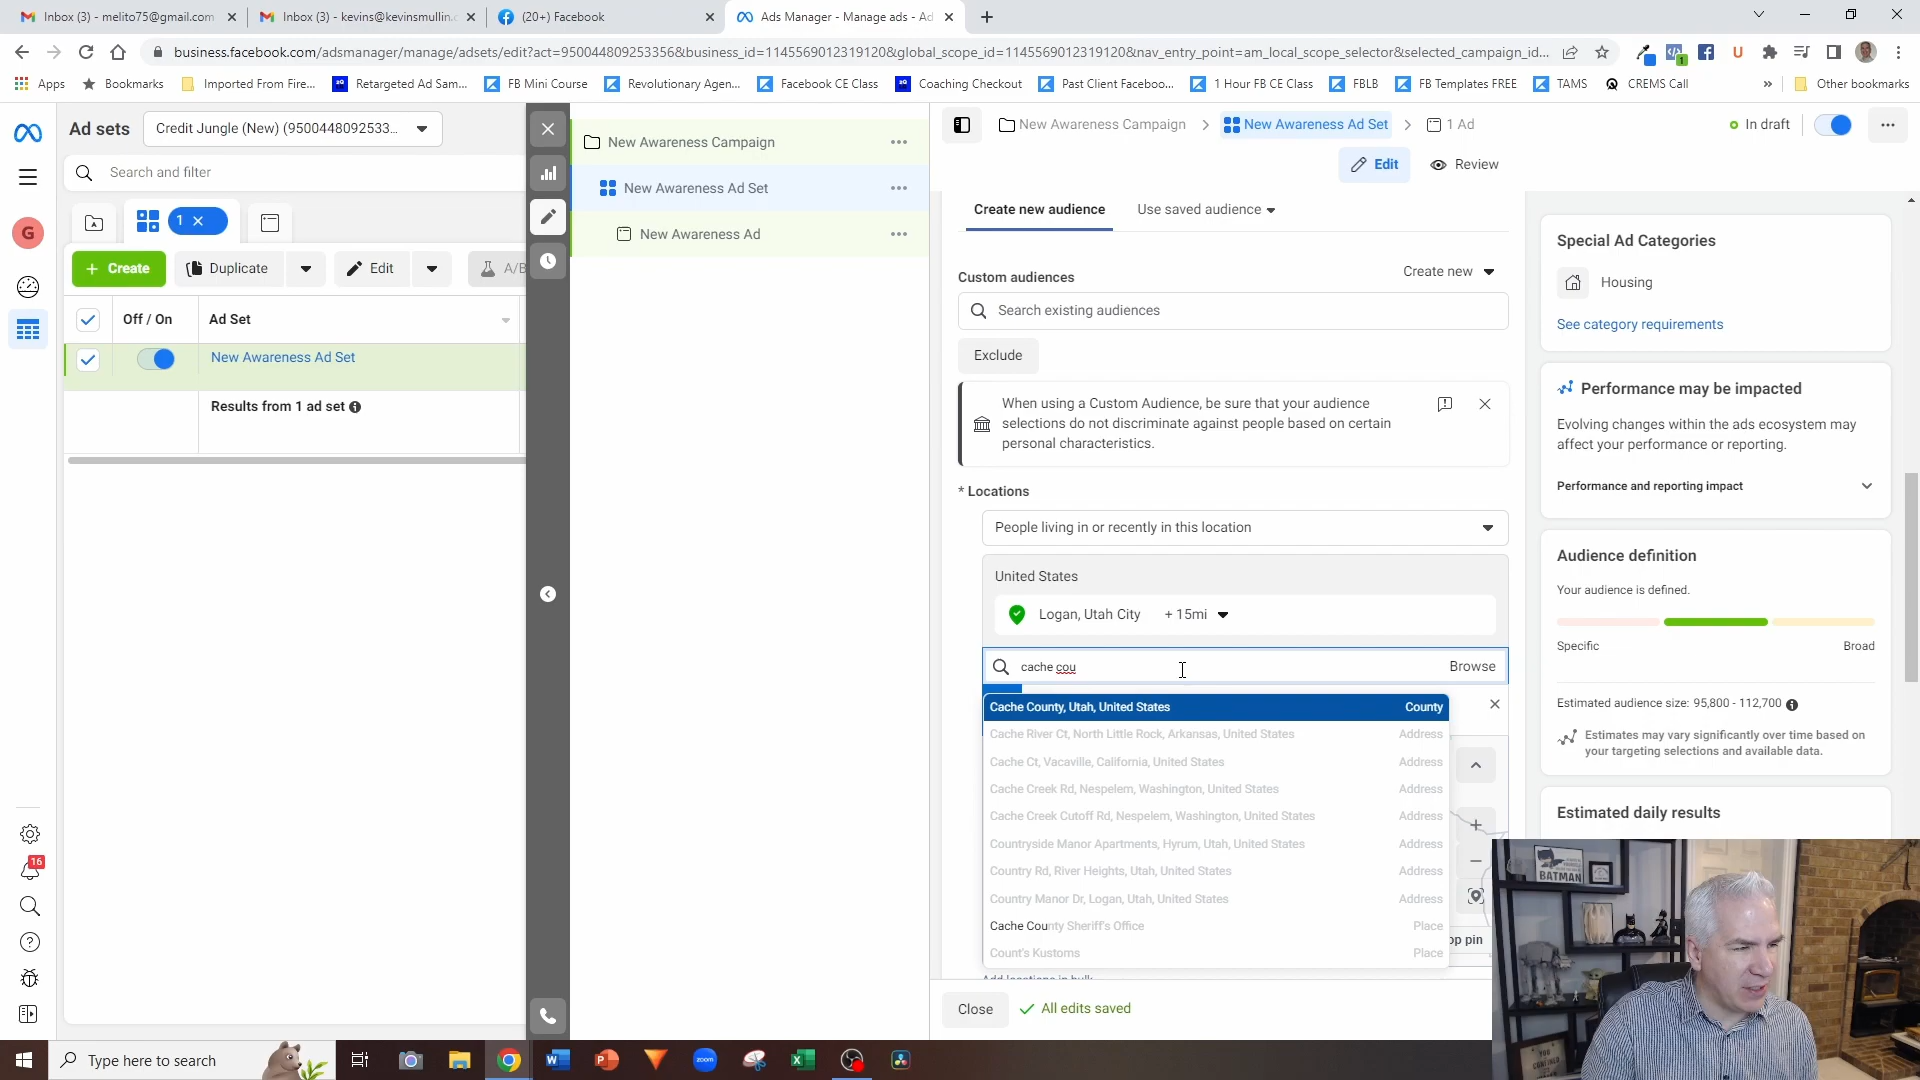 Inbox (3) - melito75@gmail.com
Inbox (3) - kevins@kevinsmullin.c
(20+) Facebook
Ads Manager - Manage ads - Ad
business.facebook.com/adsmanager/manage/adsets/edit?act=950044809253356&business_id=1145569012319120&global_scope_id=1145569012319120&nav_entry_point=am_local_scope_selector&selected_campaign_id...
Apps
Bookmarks
Imported From Fire...
Retargeted Ad Sam...
FB Mini Course
Revolutionary Agen...
Facebook CE Class
Coaching Checkout
Past Client Faceboo...
1 Hour FB CE Class
FBLB
FB Templates FREE
TAMS
CREMS Call
»
Other bookmarks
Ad sets
Credit Jungle (New) (9500448092533...
New Awareness Campaign
New Awareness Campaign
New Awareness Ad Set
1 Ad
In draft
Search and filter
New Awareness Ad Set
Edit
Review
G
1
New Awareness Ad
Create
Duplicate
Edit
A/B
Off / On
Ad Set
New Awareness Ad Set
Results from 1 ad set
Create new audience
Use saved audience
Custom audiences
Create new
Search existing audiences
Exclude
When using a Custom Audience, be sure that your audience
selections do not discriminate against people based on certain
personal characteristics.
* Locations
People living in or recently in this location
United States
Logan, Utah City
+ 15mi
cache cou
Browse
Cache County, Utah, United States
County
Cache River Ct, North Little Rock, Arkansas, United States
Address
Cache Ct, Vacaville, California, United States
Address
Cache Creek Rd, Nespelem, Washington, United States
Address
Cache Creek Cutoff Rd, Nespelem, Washington, United States
Address
Countryside Manor Apartments, Hyrum, Utah, United States
Address
Country Rd, River Heights, Utah, United States
Address
Country Manor Dr, Logan, Utah, United States
Address
Cache County Sheriff's Office
Place
Count's Kustoms
Place
op pin
Add locations in bulk
Close
All edits saved
Special Ad Categories
Housing
See category requirements
Performance may be impacted
Evolving changes within the ads ecosystem may
affect your performance or reporting.
Performance and reporting impact
Audience definition
Your audience is defined.
Specific
Broad
Estimated audience size: 95,800 - 112,700
Estimates may vary significantly over time based on
your targeting selections and available data.
Estimated daily results
BATMAN
16
Type here to search
zoom